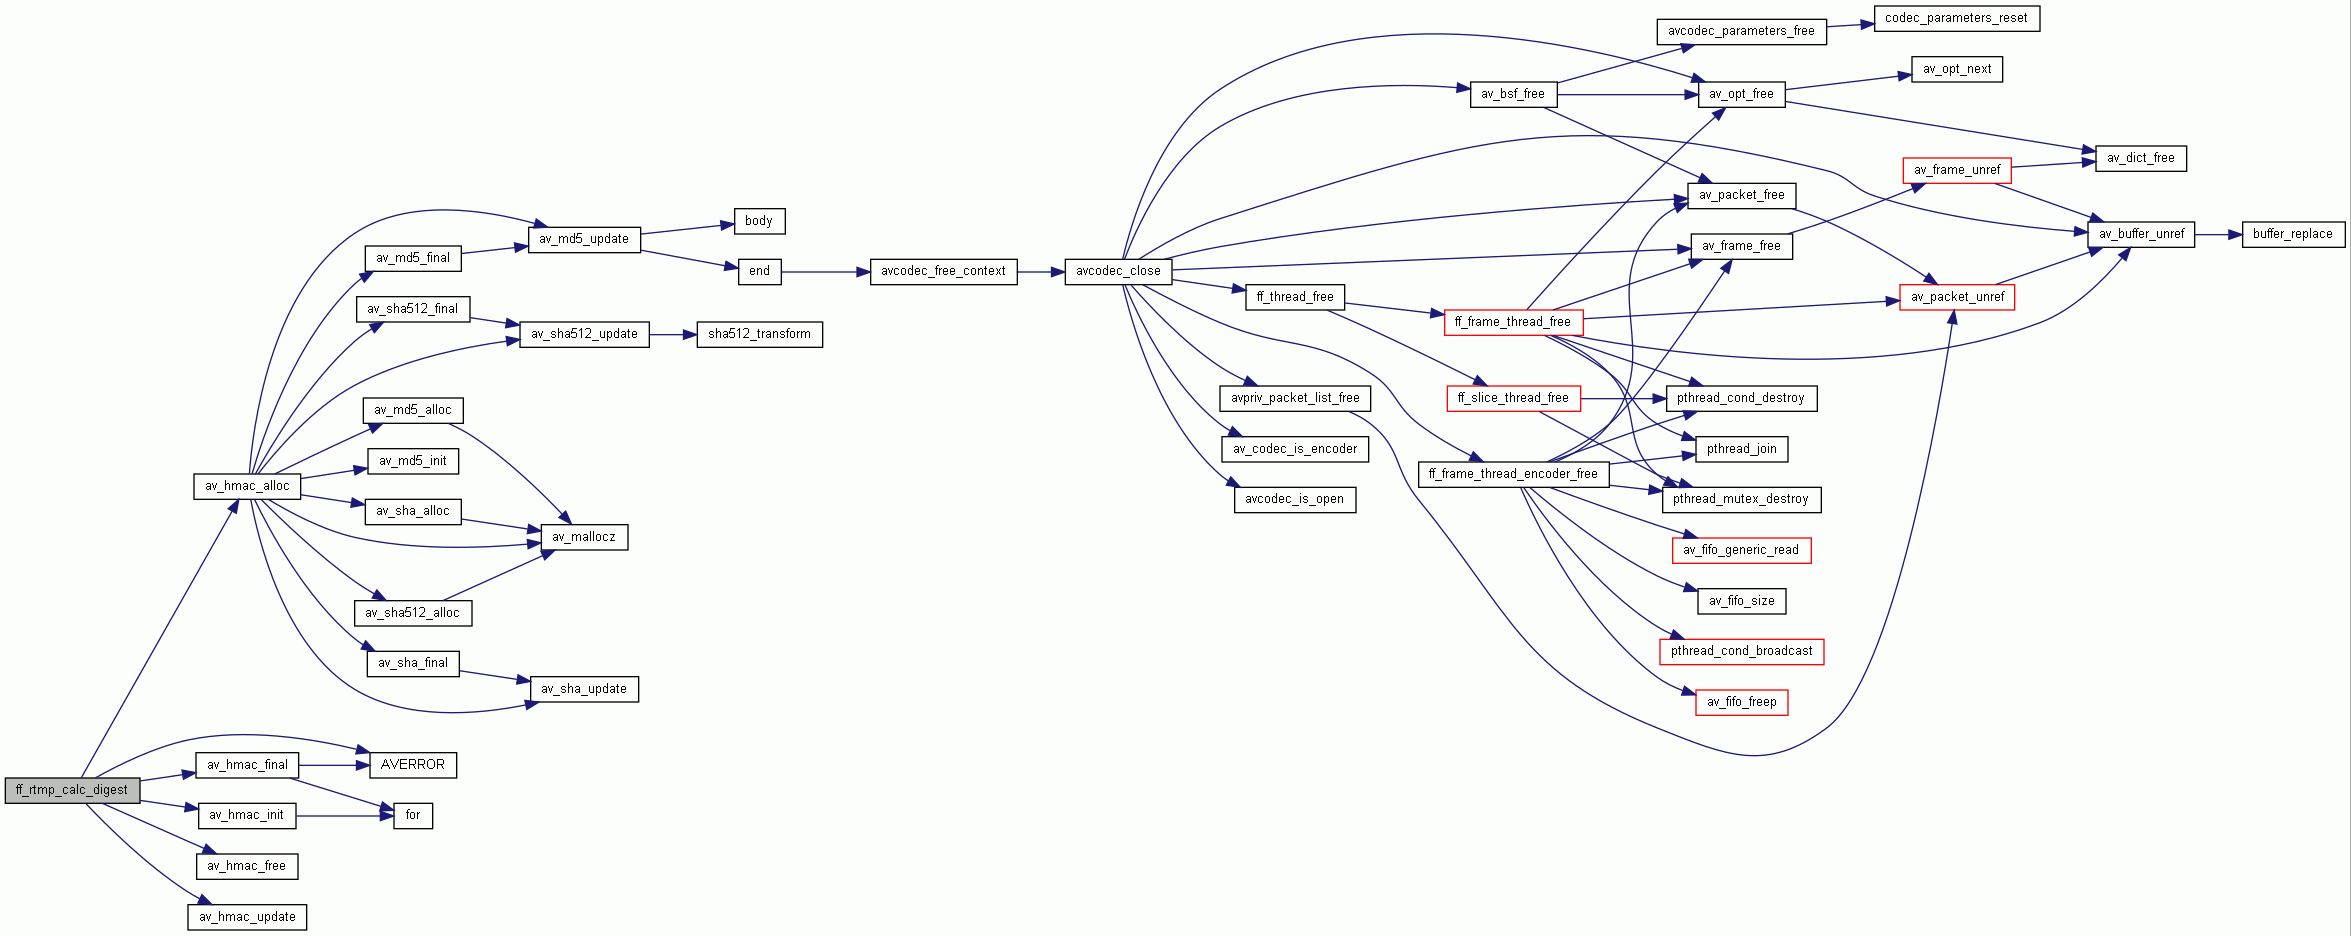 ff_rtmp_calc_digest
av_hmac_alloc
av_hmac_final
av_hmac_init
av_hmac_free
av_hmac_update
av_md5_final
av_sha512_final
av_md5_alloc
av_md5_init
av_sha_alloc
av_sha512_alloc
av_sha_final
AVERROR
for
av_md5_update
av_sha512_update
av_mallocz
av_sha_update
body
end
sha512_transform
avcodec_free_context
avcodec_close
ff_thread_free
avpriv_packet_list_free
av_codec_is_encoder
avcodec_is_open
av_bsf_free
ff_frame_thread_free
ff_slice_thread_free
ff_frame_thread_encoder_free
avcodec_parameters_free
av_opt_free
av_packet_free
av_frame_free
pthread_cond_destroy
pthread_join
pthread_mutex_destroy
av_fifo_generic_read
av_fifo_size
pthread_cond_broadcast
av_fifo_freep
codec_parameters_reset
av_opt_next
av_frame_unref
av_packet_unref
av_dict_free
av_buffer_unref
buffer_replace